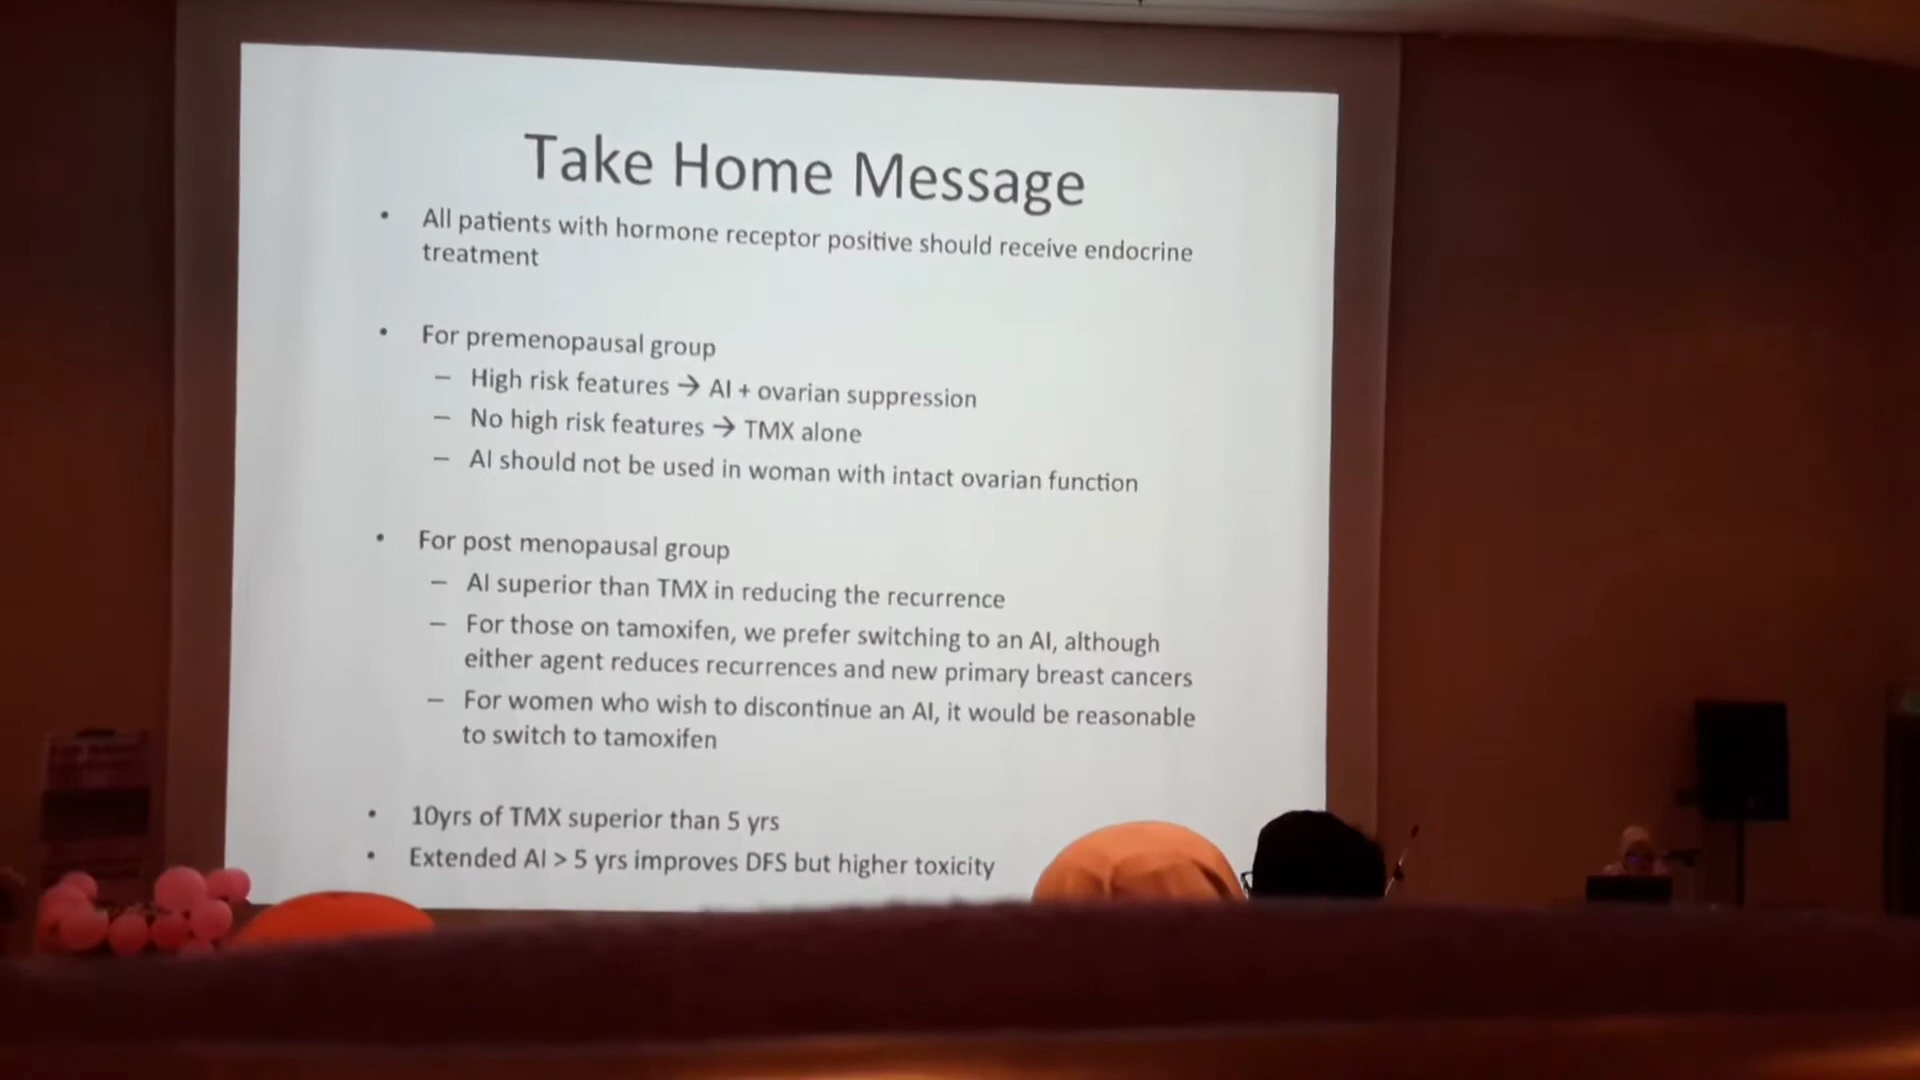 Take Home Message
• All patients with hormone receptor positive should receive endocrine
treatment
• For premenopausal group
– High risk features → AI + ovarian suppression
– No high risk features → TMX alone
– AI should not be used in woman with intact ovarian function
• For post menopausal group
– AI superior than TMX in reducing the recurrence
– For those on tamoxifen, we prefer switching to an AI, although
either agent reduces recurrences and new primary breast cancers
– For women who wish to discontinue an AI, it would be reasonable
to switch to tamoxifen
• 10yrs of TMX superior than 5 yrs
• Extended AI > 5 yrs improves DFS but higher toxicity